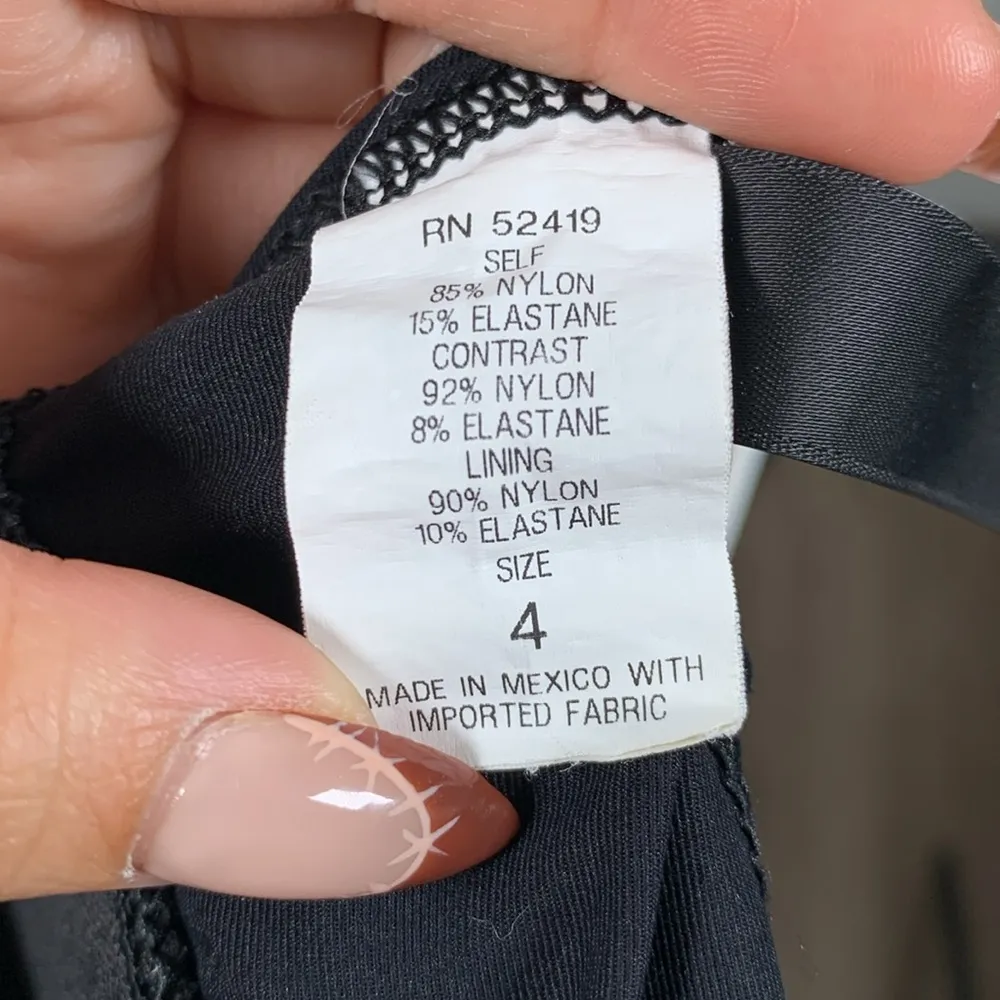 RN 52419
SELF
85% NYLON
15% ELASTANE
CONTRAST
92% NYLON
8% ELASTANE
LINING
90% NYLON
10% ELASTANE
SIZE
4
MADE IN MEXICO WITH
IMPORTED FABRIC